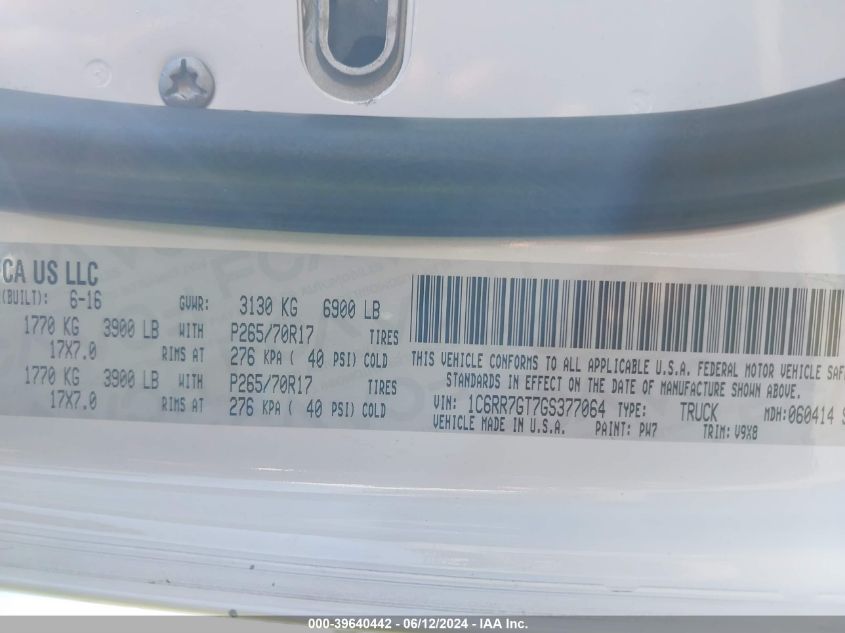 FCA US LLC
(BUILT): 6-16 GVWR: 3130 KG 6900 LB
1770 KG 3900 LB WITH P265/70R17 TIRES
17X7.0 RIMS AT 276 KPA ( 40 PSI) COLD
1770 KG 3900 LB WITH P265/70R17 TIRES
17X7.0 RIMS AT 276 KPA ( 40 PSI) COLD
THIS VEHICLE CONFORMS TO ALL APPLICABLE U.S.A. FEDERAL MOTOR VEHICLE SAF
STANDARDS IN EFFECT ON THE DATE OF MANUFACTURE SHOWN ABOVE.
VIN: 1C6RR7GT7GS377064 TYPE: TRUCK MDH:060414 S
VEHICLE MADE IN U.S.A. PAINT: PW7 TRIM: V9X8
000-39640442 - 06/12/2024 - IAA Inc.